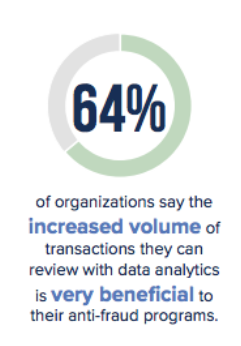 64%
of organizations say the
increased volume of
transactions they can
review with data analytics
is very beneficial to
their anti-fraud programs.